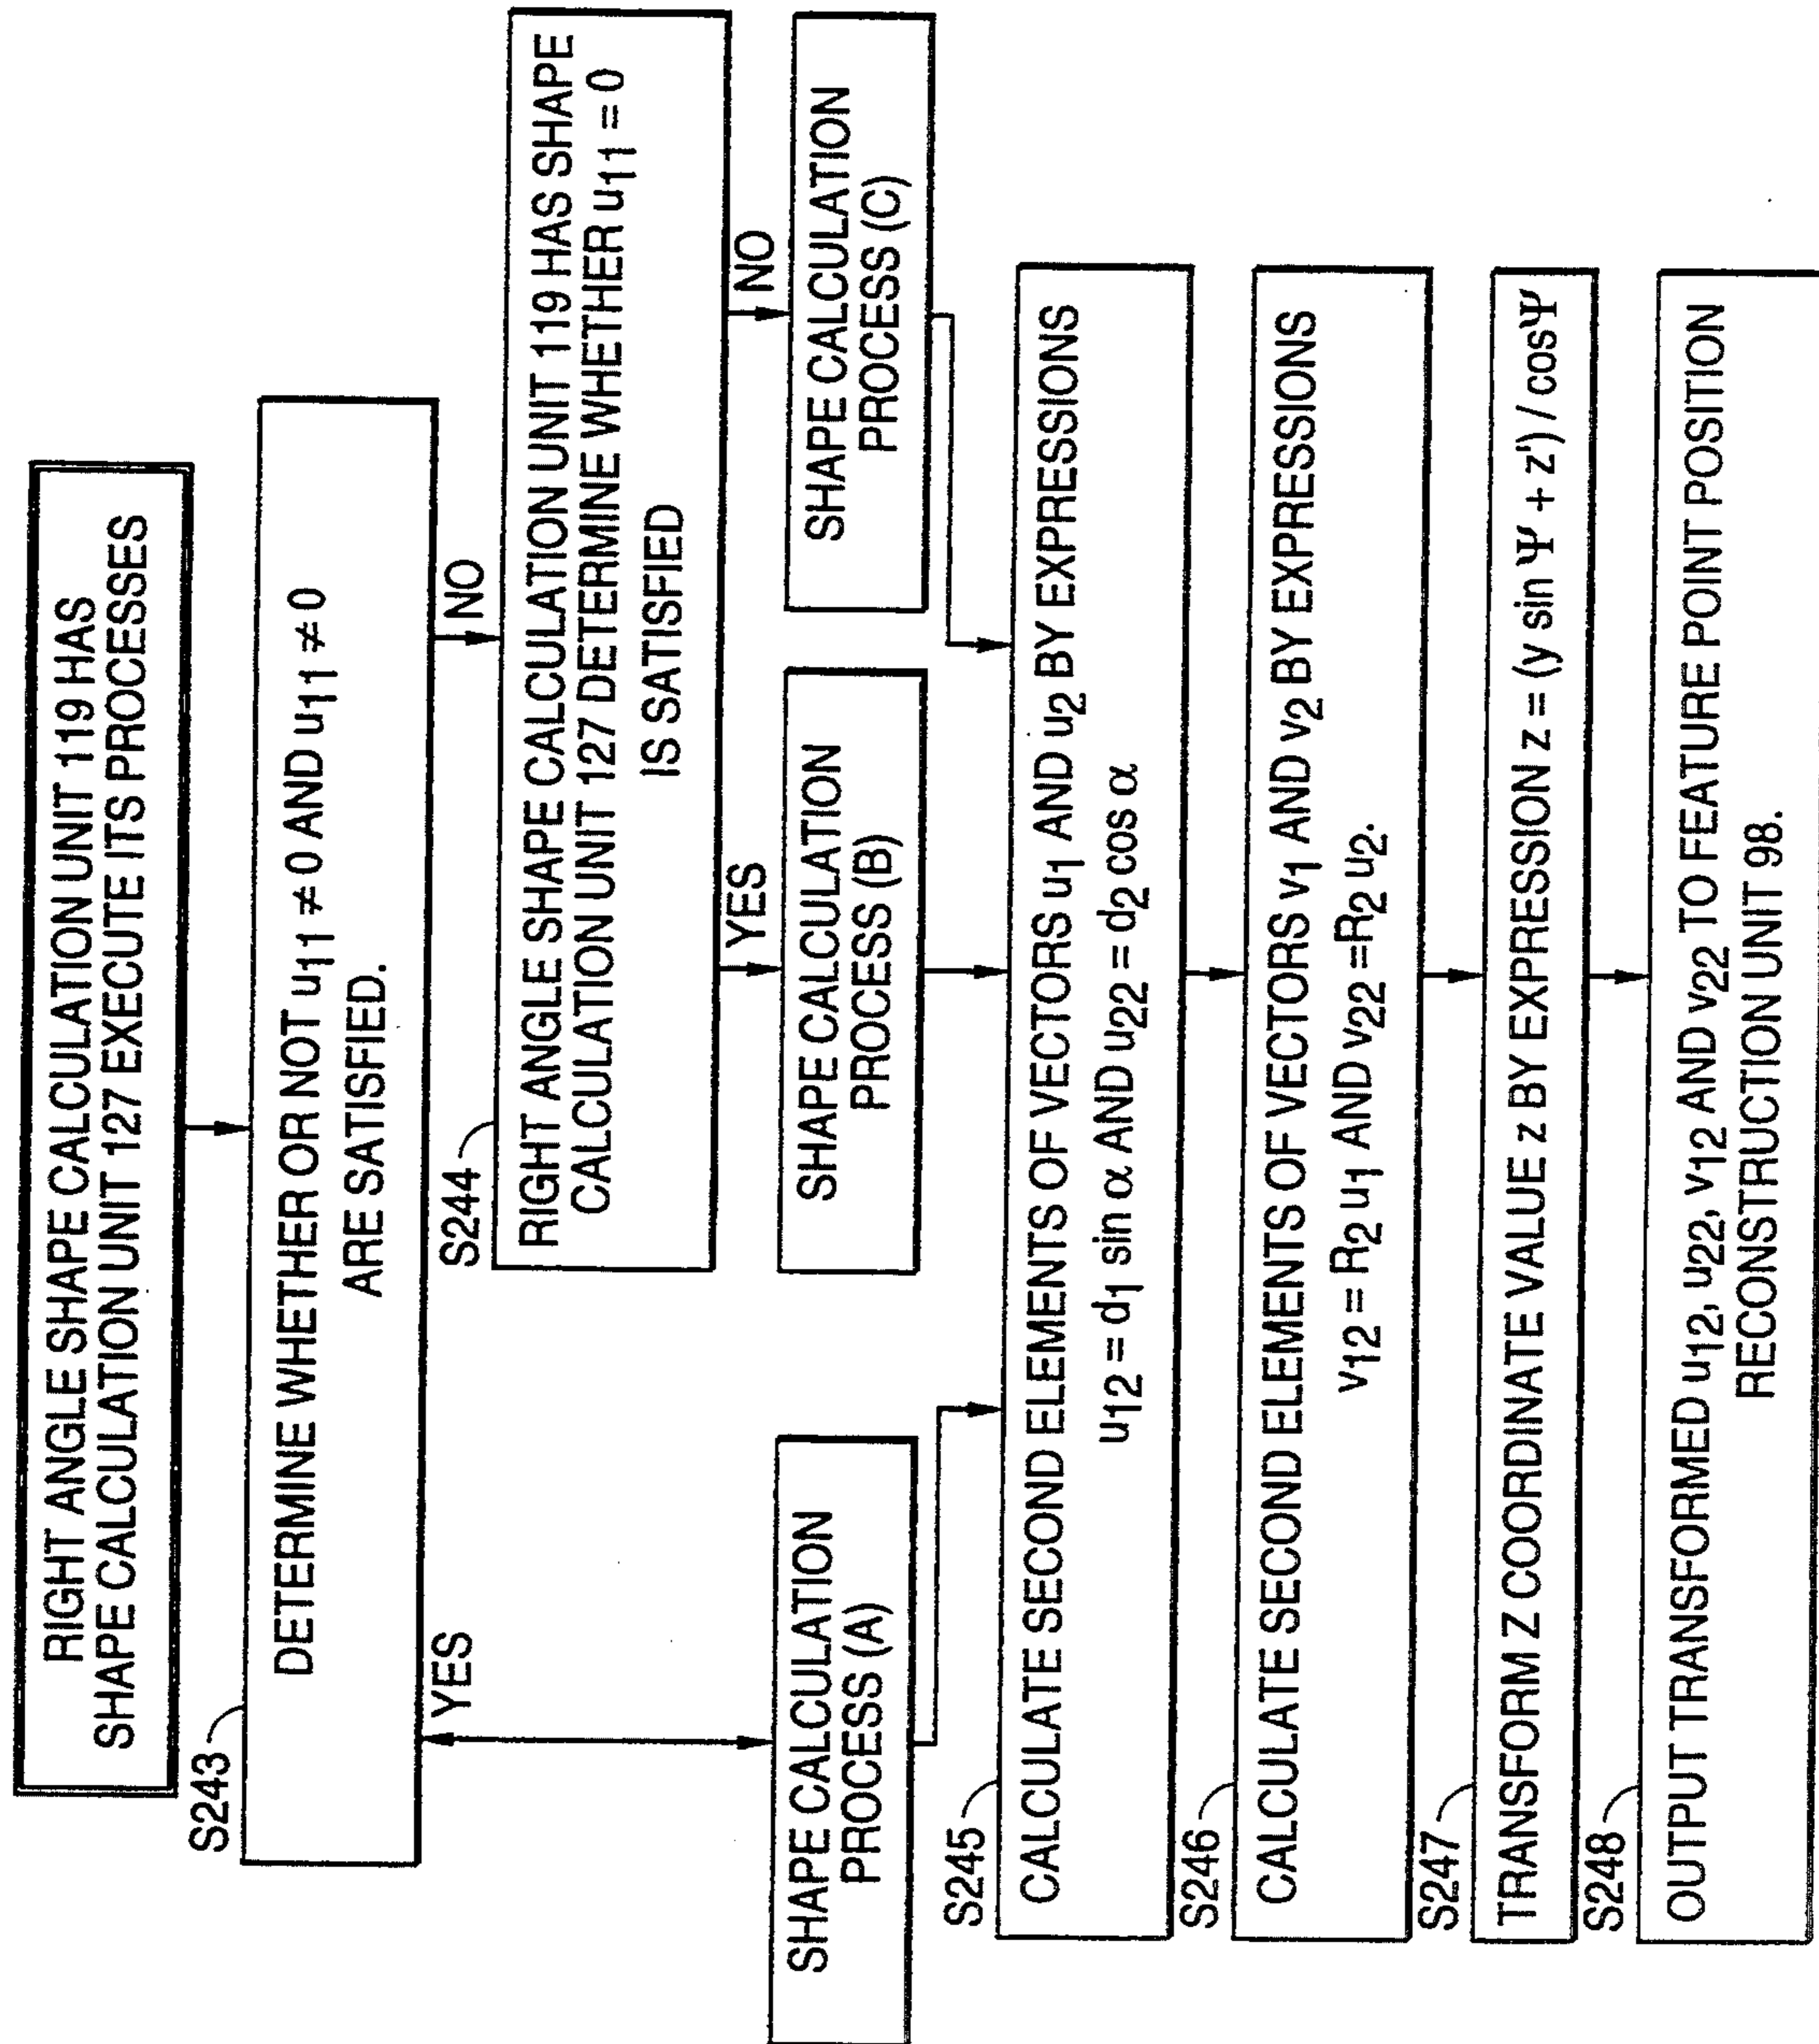 RIGHT ANGLE SHAPE CALCULATION UNIT 119 HAS
SHAPE CALCULATION UNIT 127 EXECUTE ITS PROCESSES
S243
DETERMINE WHETHER OR NOT u11 ≠ 0 AND u11 ≠ 0
ARE SATISFIED.
YES
NO
S244
RIGHT ANGLE SHAPE CALCULATION UNIT 119 HAS SHAPE
CALCULATION UNIT 127 DETERMINE WHETHER u11 = 0
IS SATISFIED
YES
NO
SHAPE CALCULATION
PROCESS (A)
SHAPE CALCULATION
PROCESS (B)
SHAPE CALCULATION
PROCESS (C)
S245
CALCULATE SECOND ELEMENTS OF VECTORS u1 AND u2 BY EXPRESSIONS
u12 = d1 sin α AND u22 = d2 cos α
S246
CALCULATE SECOND ELEMENTS OF VECTORS v1 AND v2 BY EXPRESSIONS
v12 = R2 u1 AND v22 =R2 u2.
S247
TRANSFORM Z COORDINATE VALUE z BY EXPRESSION z = (y sin Ψ + z') / cosΨ
S248
OUTPUT TRANSFORMED u12, u22, v12 AND v22 TO FEATURE POINT POSITION
RECONSTRUCTION UNIT 98.